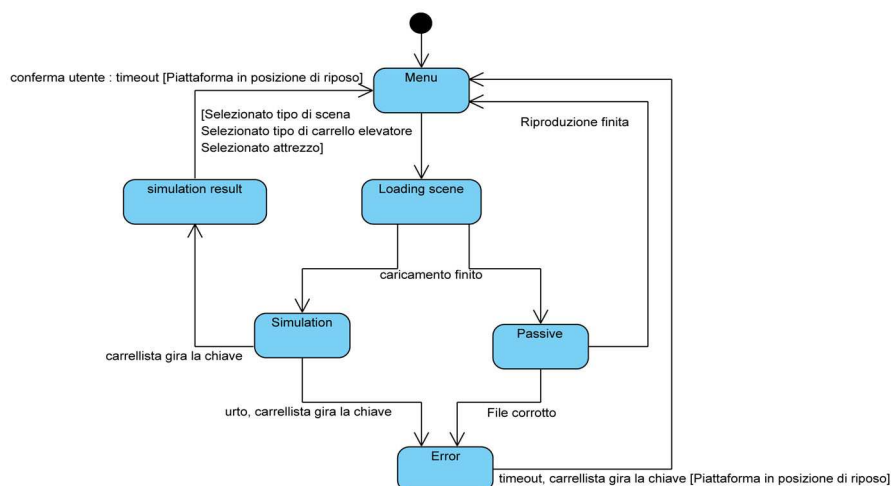 conferma utente : timeout [Piattaforma in posizione di riposo]
Menu
[Selezionato tipo di scena
Selezionato tipo di carrello elevatore
Selezionato attrezzo]
Riproduzione finita
simulation result
Loading scene
caricamento finito
Simulation
Passive
carrellista gira la chiave
urto, carrellista gira la chiave
File corrotto
Error
timeout, carrellista gira la chiave [Piattaforma in posizione di riposo]